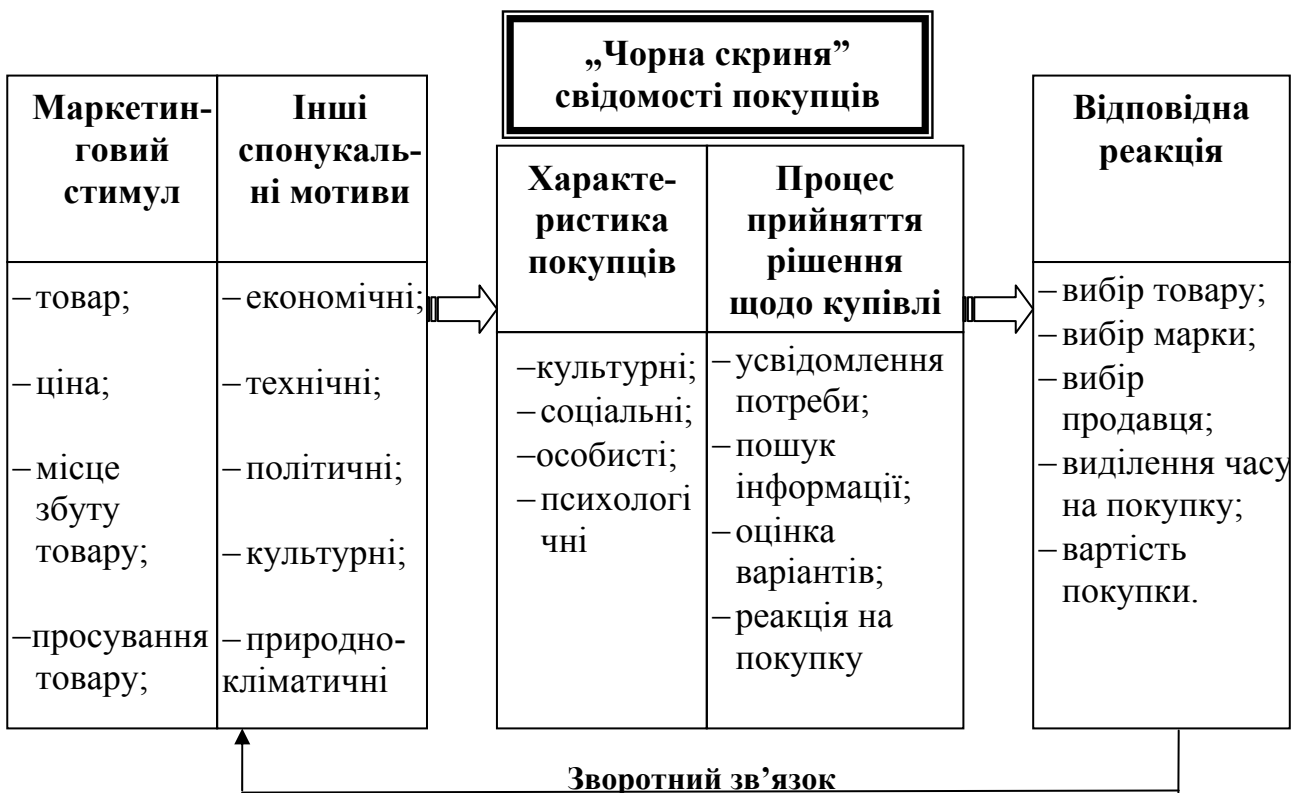 „Чорна скриня”
свідомості покупців
Маркетин-
говий
стимул
Інші
спонукаль-
ні мотиви
Характе-
ристика
покупців
Процес
прийняття
рішення
щодо купівлі
Відповідна
реакція
–товар;
–ціна;
–місце
збуту
товару;
–просування
товару;
–економічні;
–технічні;
–політичні;
–культурні;
–природно-
кліматичні
–культурні;
–соціальні;
–особисті;
–психологі
чні
–усвідомлення
потреби;
–пошук
інформації;
–оцінка
варіантів;
–реакція на
покупку
–вибір товару;
–вибір марки;
–вибір
продавця;
–виділення часу
на покупку;
–вартість
покупки.
Зворотний зв’язок